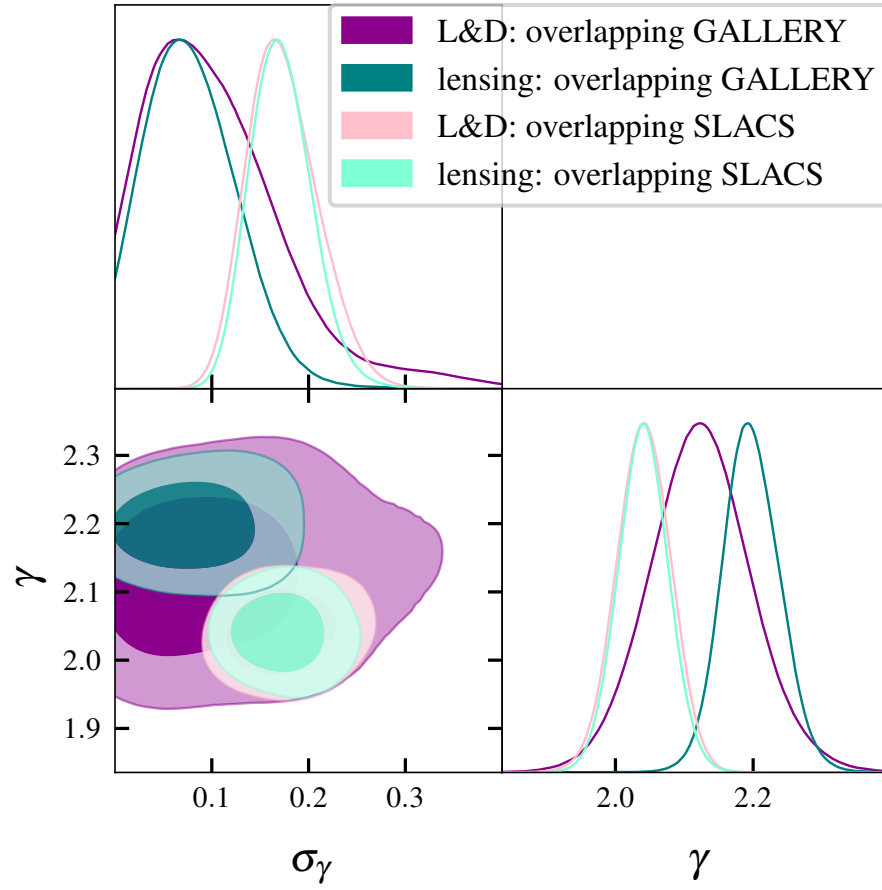 L&D: overlapping GALLERY
lensing: overlapping GALLERY
L&D: overlapping SLACS
lensing: overlapping SLACS
γ
2.3
2.2
2.1
2.0
1.9
0.1 0.2 0.3
2.0 2.2
σγ
γ